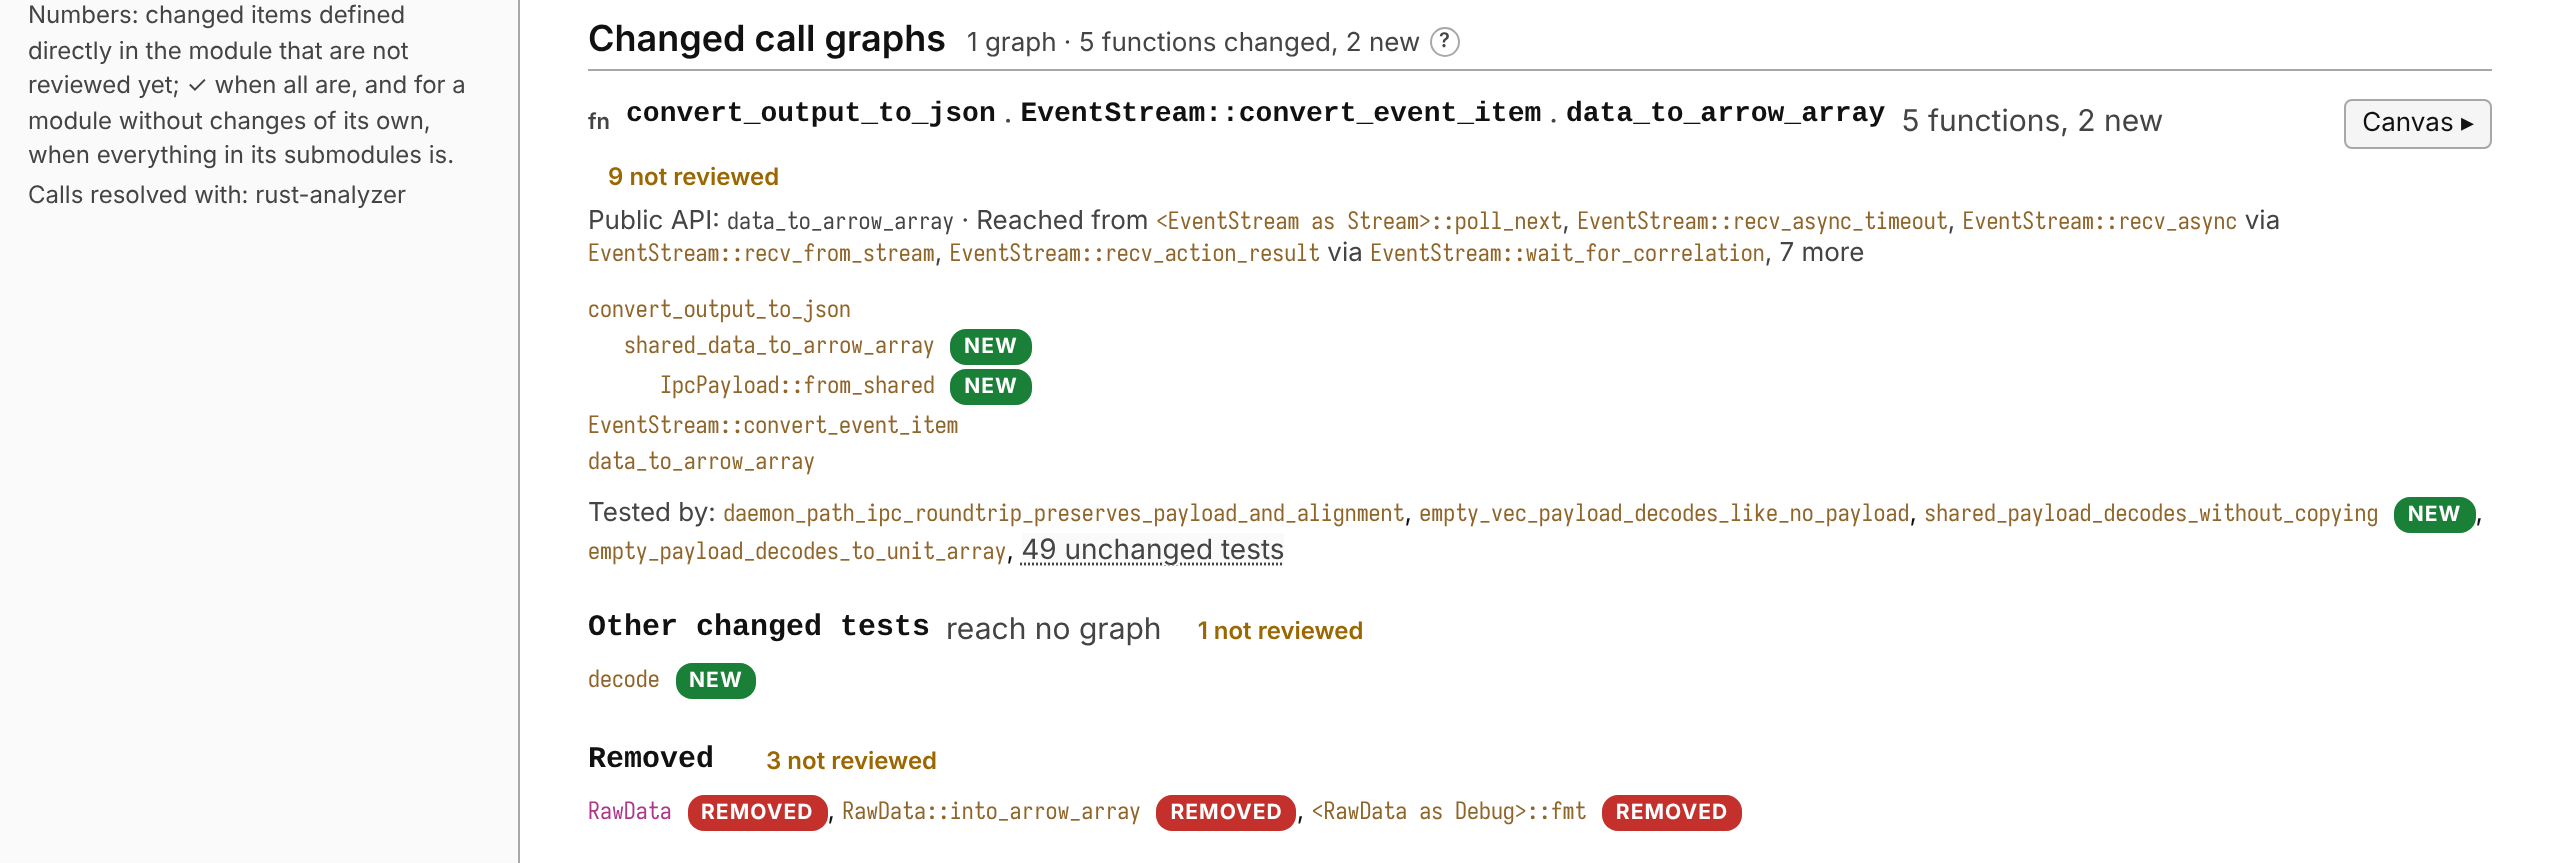 Numbers: changed items defined
directly in the module that are not
reviewed yet; ✓ when all are, and for a
module without changes of its own,
when everything in its submodules is.
Calls resolved with: rust-analyzer
Changed call graphs 1 graph · 5 functions changed, 2 new ?
fn convert_output_to_json . EventStream::convert_event_item . data_to_arrow_array 5 functions, 2 new Canvas ▸
9 not reviewed
Public API: data_to_arrow_array · Reached from <EventStream as Stream>::poll_next, EventStream::recv_async_timeout, EventStream::recv_async via
EventStream::recv_from_stream, EventStream::recv_action_result via EventStream::wait_for_correlation, 7 more
convert_output_to_json
shared_data_to_arrow_array NEW
IpcPayload::from_shared NEW
EventStream::convert_event_item
data_to_arrow_array
Tested by: daemon_path_ipc_roundtrip_preserves_payload_and_alignment, empty_vec_payload_decodes_like_no_payload, shared_payload_decodes_without_copying NEW,
empty_payload_decodes_to_unit_array, 49 unchanged tests
Other changed tests reach no graph 1 not reviewed
decode NEW
Removed 3 not reviewed
RawData REMOVED, RawData::into_arrow_array REMOVED, <RawData as Debug>::fmt REMOVED